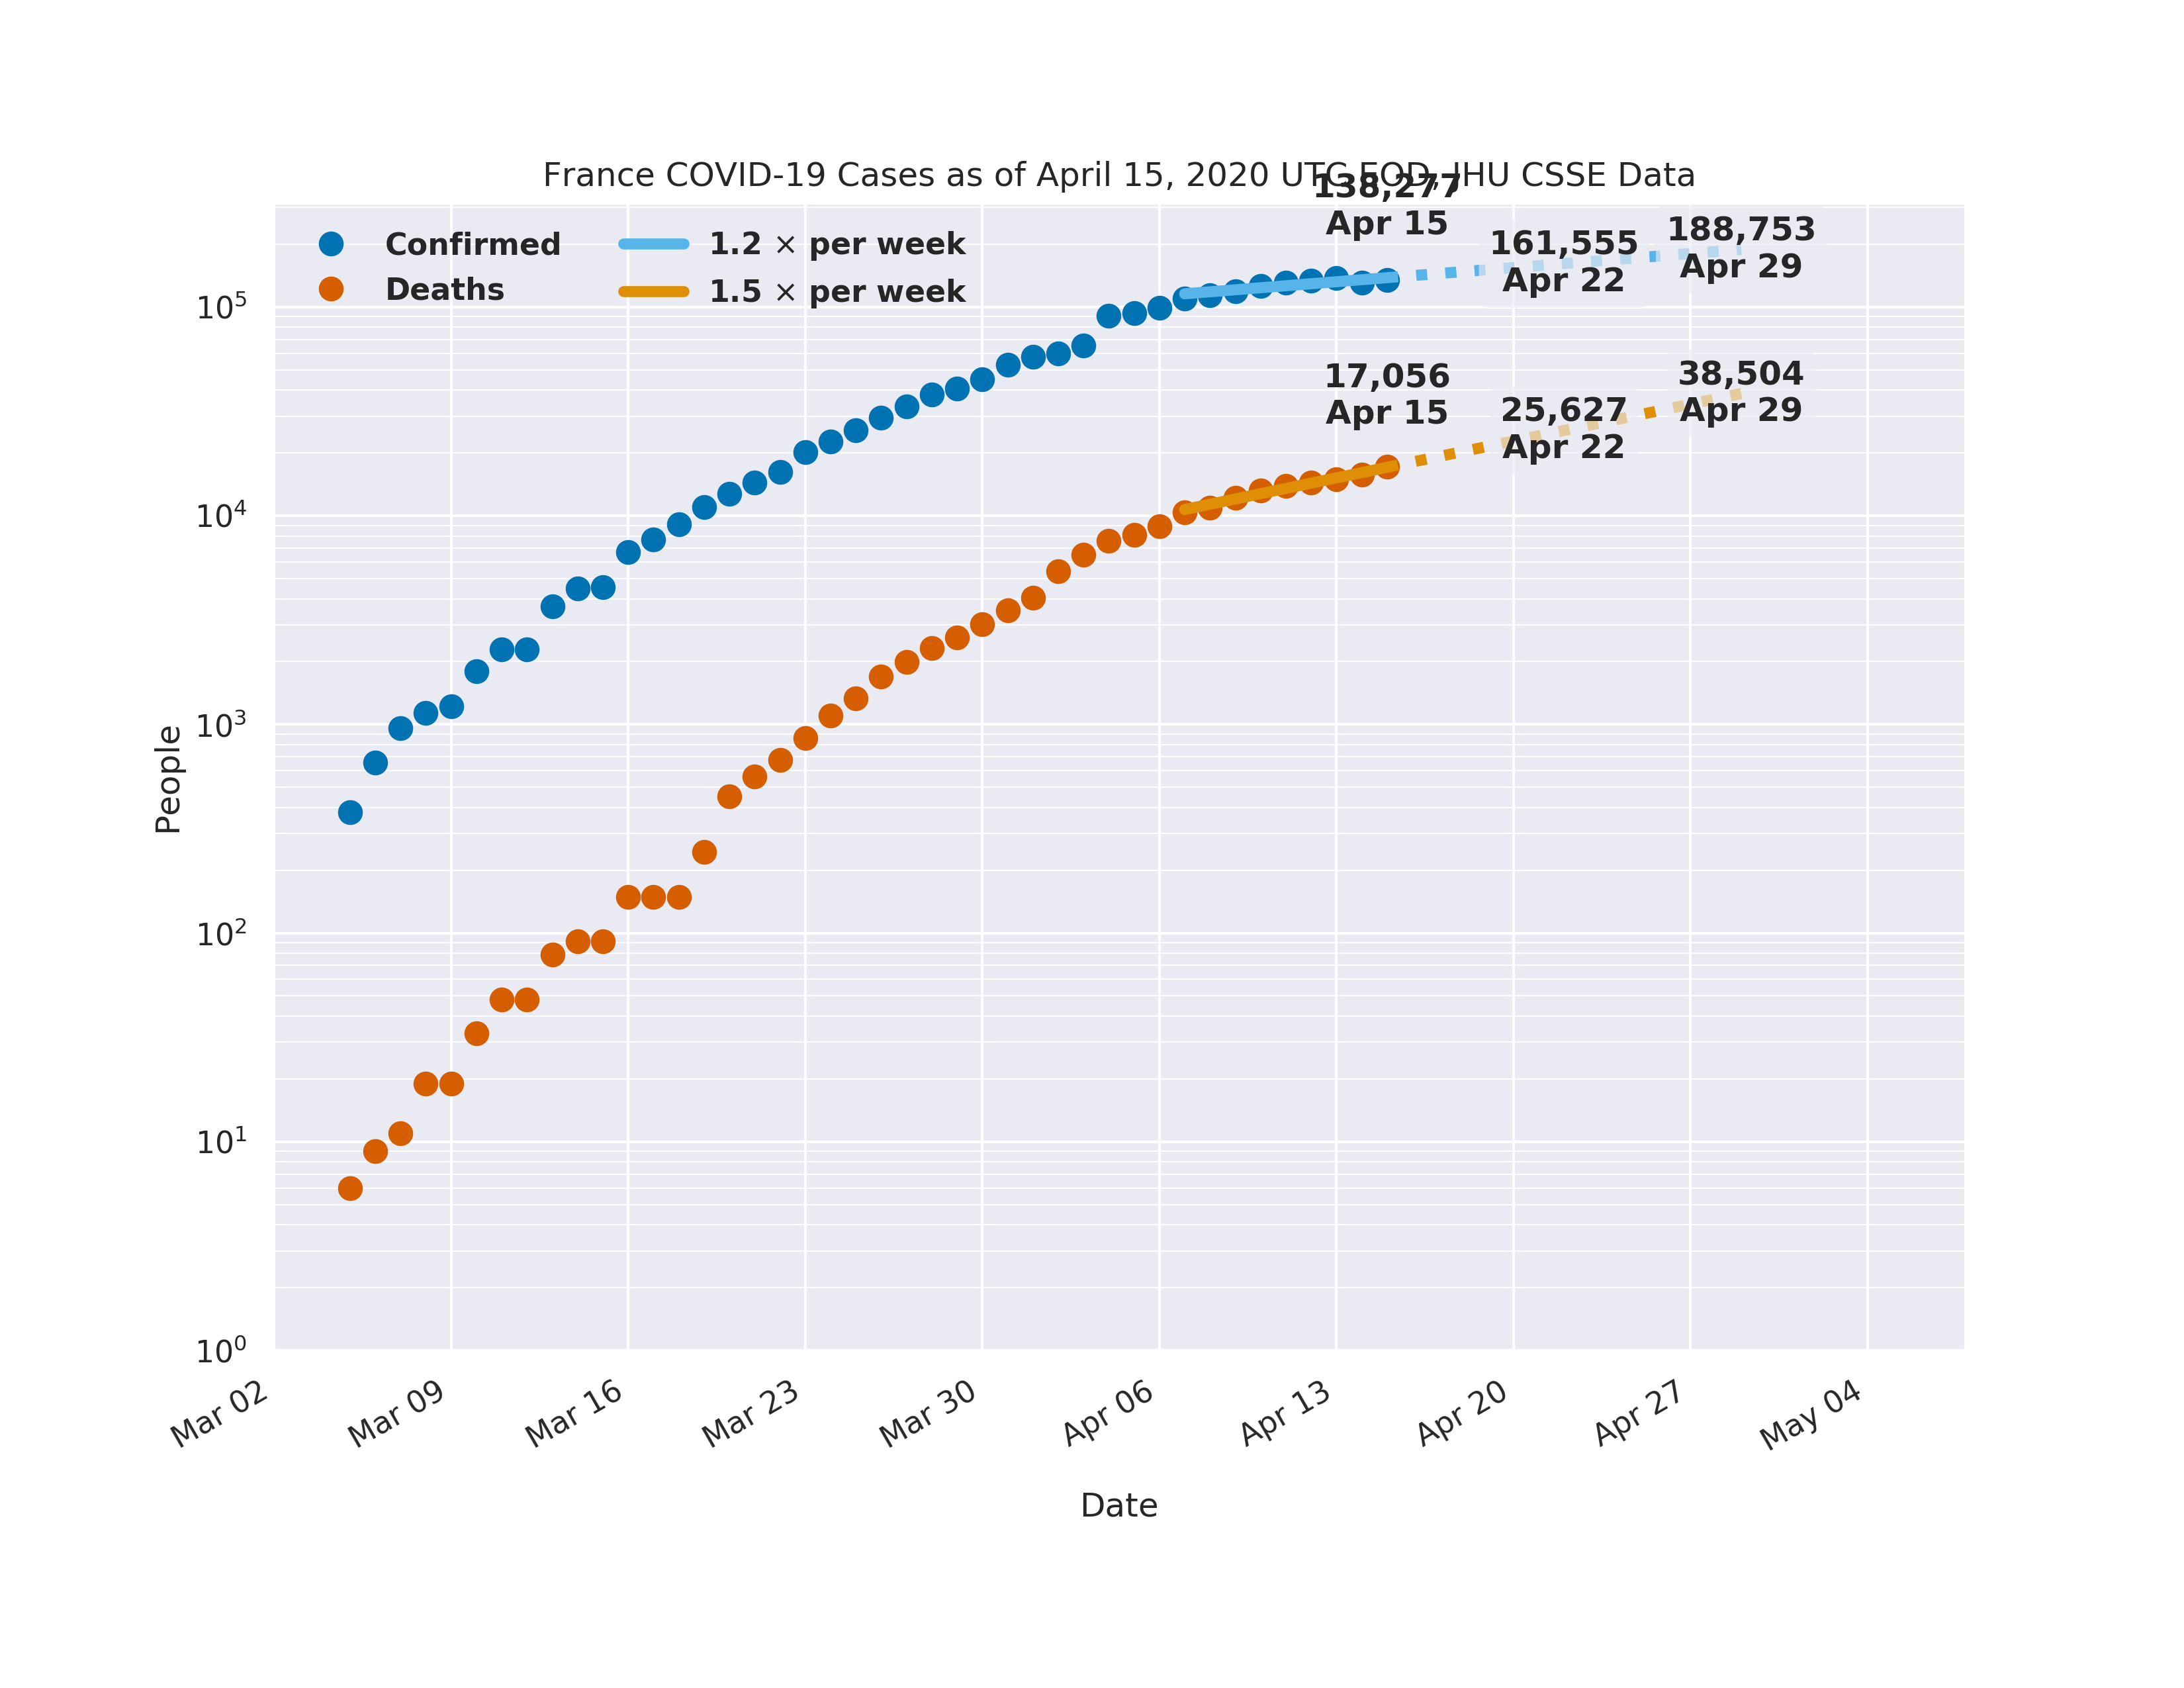 France COVID-19 Cases as of April 15, 2020 UTC EOD, JHU CSSE Data
138,277
Apr 15
161,555
Apr 22
188,753
Apr 29
Confirmed
Deaths
1.2 × per week
1.5 × per week
17,056
Apr 15
25,627
Apr 22
38,504
Apr 29
People
10⁵
10⁴
10³
10²
10¹
10⁰
Mar 02
Mar 09
Mar 16
Mar 23
Mar 30
Apr 06
Apr 13
Apr 20
Apr 27
May 04
Date